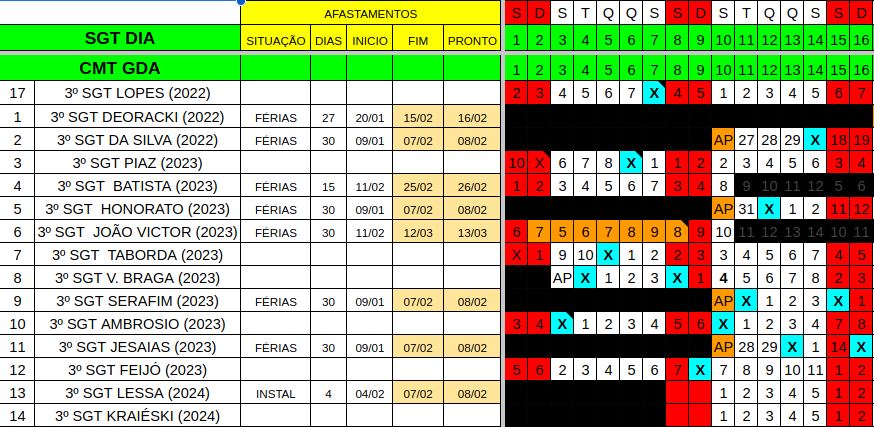 AFASTAMENTOS S D S T Q Q S S D S T Q Q S S D
SGT DIA SITUAÇÃO DIAS INICIO FIM PRONTO 1 2 3 4 5 6 7 8 9 10 11 12 13 14 15 16
CMT GDA 1 2 3 4 5 6 7 8 9 10 11 12 13 14 15 16
17 3º SGT LOPES (2022) 2 3 4 5 6 7 X 4 5 1 2 3 4 5 6 7
1 3º SGT DEORACKI (2022) FÉRIAS 27 20/01 15/02 16/02
2 3º SGT DA SILVA (2022) FÉRIAS 30 09/01 07/02 08/02 AP 27 28 29 X 18 19
3 3º SGT PIAZ (2023) 10 X 6 7 8 X 1 1 2 2 3 4 5 6 3 4
4 3º SGT BATISTA (2023) FÉRIAS 15 11/02 25/02 26/02 1 2 3 4 5 6 7 3 4 8 9 10 11 12 5 6
5 3º SGT HONORATO (2023) FÉRIAS 30 09/01 07/02 08/02 AP 31 X 1 2 11 12
6 3º SGT JOÃO VICTOR (2023) FÉRIAS 30 11/02 12/03 13/03 6 7 5 6 7 8 9 8 9 10 11 12 13 14 10 11
7 3º SGT TABORDA (2023) X 1 9 10 X 1 2 2 3 3 4 5 6 7 4 5
8 3º SGT V. BRAGA (2023) AP X 1 2 3 X 1 4 5 6 7 8 2 3
9 3º SGT SERAFIM (2023) FÉRIAS 30 09/01 07/02 08/02 AP X 1 2 3 X 1
10 3º SGT AMBROSIO (2023) 3 4 X 1 2 3 4 5 6 X 1 2 3 4 7 8
11 3º SGT JESAIAS (2023) FÉRIAS 30 09/01 07/02 08/02 AP 28 29 X 1 14 X
12 3º SGT FEIJÓ (2023) 5 6 2 3 4 5 6 7 X 7 8 9 10 11 1 2
13 3º SGT LESSA (2024) INSTAL 4 04/02 07/02 08/02 1 2 3 4 5 1 2
14 3º SGT KRAIÉSKI (2024) 1 2 3 4 5 1 2